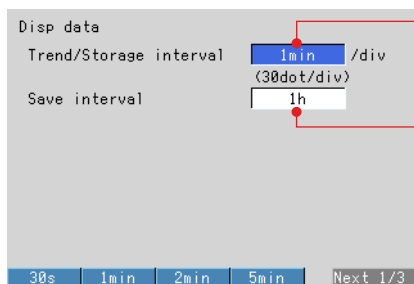 Disp data
Trend/Storage interval 1min /div
(30dot/div)
Save interval 1h
30s 1min 2min 5min Next 1/3